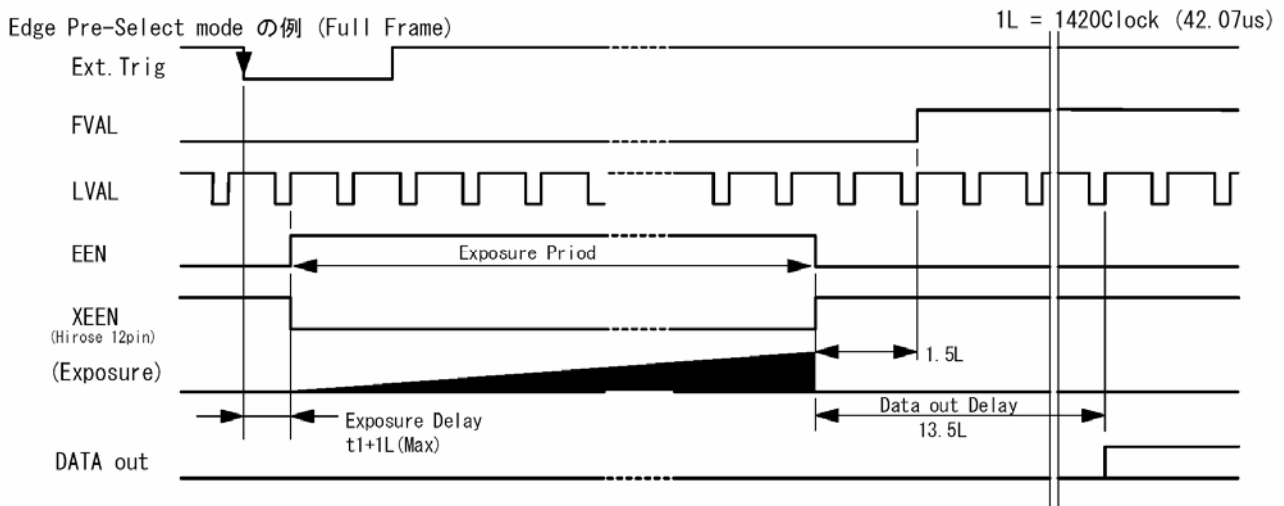 Edge Pre-Select mode の例 (Full Frame)
1L = 1420Clock (42.07us)
Ext.Trig
FVAL
LVAL
EEN
Exposure Priod
XEEN
(Hirose 12pin)
1.5L
(Exposure)
Exposure Delay
t1+1L(Max)
Data out Delay
13.5L
DATA out